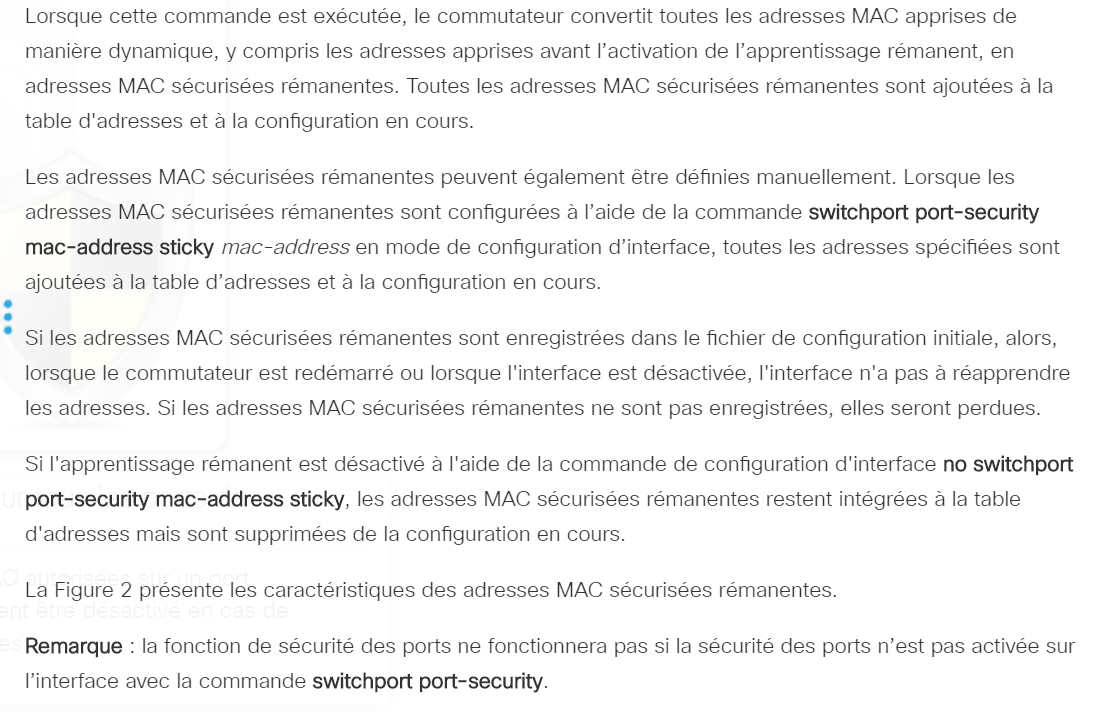 Lorsque cette commande est exécutée, le commutateur convertit toutes les adresses MAC apprises de
manière dynamique, y compris les adresses apprises avant l’activation de l’apprentissage rémanent, en
adresses MAC sécurisées rémanentes. Toutes les adresses MAC sécurisées rémanentes sont ajoutées à la
table d'adresses et à la configuration en cours.
Les adresses MAC sécurisées rémanentes peuvent également être définies manuellement. Lorsque les
adresses MAC sécurisées rémanentes sont configurées à l’aide de la commande switchport port-security
mac-address sticky mac-address en mode de configuration d’interface, toutes les adresses spécifiées sont
ajoutées à la table d’adresses et à la configuration en cours.
Si les adresses MAC sécurisées rémanentes sont enregistrées dans le fichier de configuration initiale, alors,
lorsque le commutateur est redémarré ou lorsque l'interface est désactivée, l'interface n'a pas à réapprendre
les adresses. Si les adresses MAC sécurisées rémanentes ne sont pas enregistrées, elles seront perdues.
Si l'apprentissage rémanent est désactivé à l'aide de la commande de configuration d'interface no switchport
port-security mac-address sticky, les adresses MAC sécurisées rémanentes restent intégrées à la table
d'adresses mais sont supprimées de la configuration en cours.
AC autorisées sur un port
La Figure 2 présente les caractéristiques des adresses MAC sécurisées rémanentes.
ent être désactivé en cas de
Remarque : la fonction de sécurité des ports ne fonctionnera pas si la sécurité des ports n’est pas activée sur
l’interface avec la commande switchport port-security.